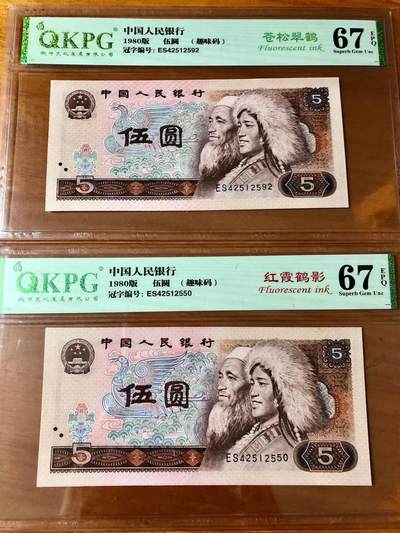 QKPG®
中国人民银行
1980版 伍圆 （趣味码）
冠字编号: ES42512592
苍松翠鹤
Fluorescent ink
67
EPQ
Superb Gem Unc
中国人民银行
5
伍圆
5
ES42512592
5
QKPG®
中国人民银行
1980版 伍圆 （趣味码）
冠字编号: ES42512550
红霞鹤影
Fluorescent ink
67
EPQ
Superb Gem Unc
中国人民银行
5
伍圆
5
ES42512550
5